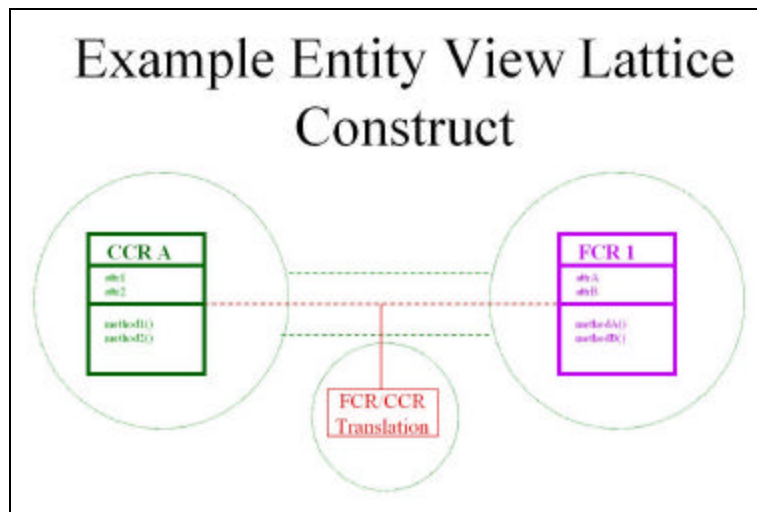 Example Entity View Lattice
Construct
CCR A
attr1
attr2
method1()
method2()
FCR 1
attrA
attrB
methodA()
methodB()
FCR/CCR
Translation